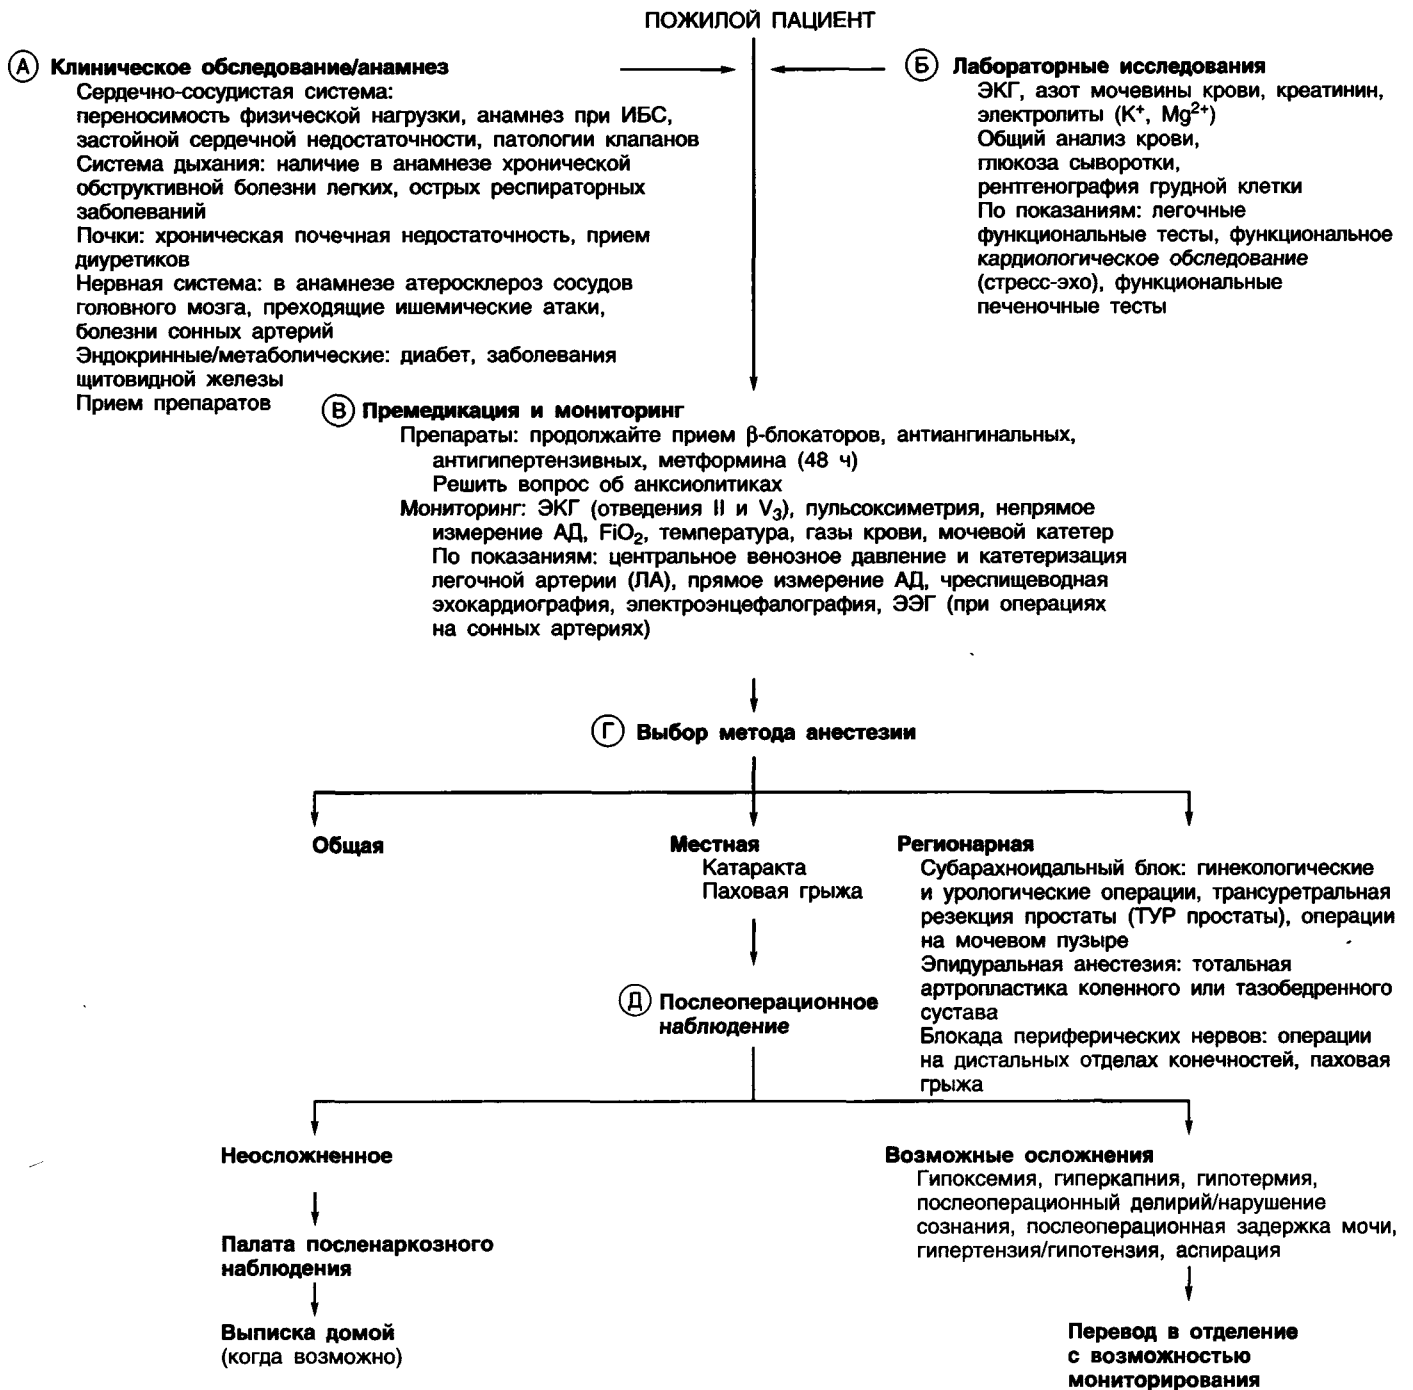 ПОЖИЛОЙ ПАЦИЕНТ
А Клиническое обследование/анамнез
Сердечно-сосудистая система:
переносимость физической нагрузки, анамнез при ИБС,
застойной сердечной недостаточности, патологии клапанов
Система дыхания: наличие в анамнезе хронической
обструктивной болезни легких, острых респираторных
заболеваний
Почки: хроническая почечная недостаточность, прием
диуретиков
Нервная система: в анамнезе атеросклероз сосудов
головного мозга, преходящие ишемические атаки,
болезни сонных артерий
Эндокринные/метаболические: диабет, заболевания
щитовидной железы
Прием препаратов
Б Лабораторные исследования
ЭКГ, азот мочевины крови, креатинин,
электролиты (K⁺, Mg²⁺)
Общий анализ крови,
глюкоза сыворотки,
рентгенография грудной клетки
По показаниям: легочные
функциональные тесты, функциональное
кардиологическое обследование
(стресс-эхо), функциональные
печеночные тесты
В Премедикация и мониторинг
Препараты: продолжайте прием β-блокаторов, антиангинальных,
антигипертензивных, метформина (48 ч)
Решить вопрос об анксиолитиках
Мониторинг: ЭКГ (отведения II и V₃), пульсоксиметрия, непрямое
измерение АД, FiO₂, температура, газы крови, мочевой катетер
По показаниям: центральное венозное давление и катетеризация
легочной артерии (ЛА), прямое измерение АД, чреспищеводная
эхокардиография, электроэнцефалография, ЭЭГ (при операциях
на сонных артериях)
Г Выбор метода анестезии
Общая
Местная
Катаракта
Паховая грыжа
Регионарная
Субарахноидальный блок: гинекологические
и урологические операции, трансуретральная
резекция простаты (ТУР простаты), операции
на мочевом пузыре
Эпидуральная анестезия: тотальная
артропластика коленного или тазобедренного
сустава
Блокада периферических нервов: операции
на дистальных отделах конечностей, паховая
грыжа
Д Послеоперационное
наблюдение
Неосложненное
Палата посленаркозного
наблюдения
Выписка домой
(когда возможно)
Возможные осложнения
Гипоксемия, гиперкапния, гипотермия,
послеоперационный делирий/нарушение
сознания, послеоперационная задержка мочи,
гипертензия/гипотензия, аспирация
Перевод в отделение
с возможностью
мониторирования